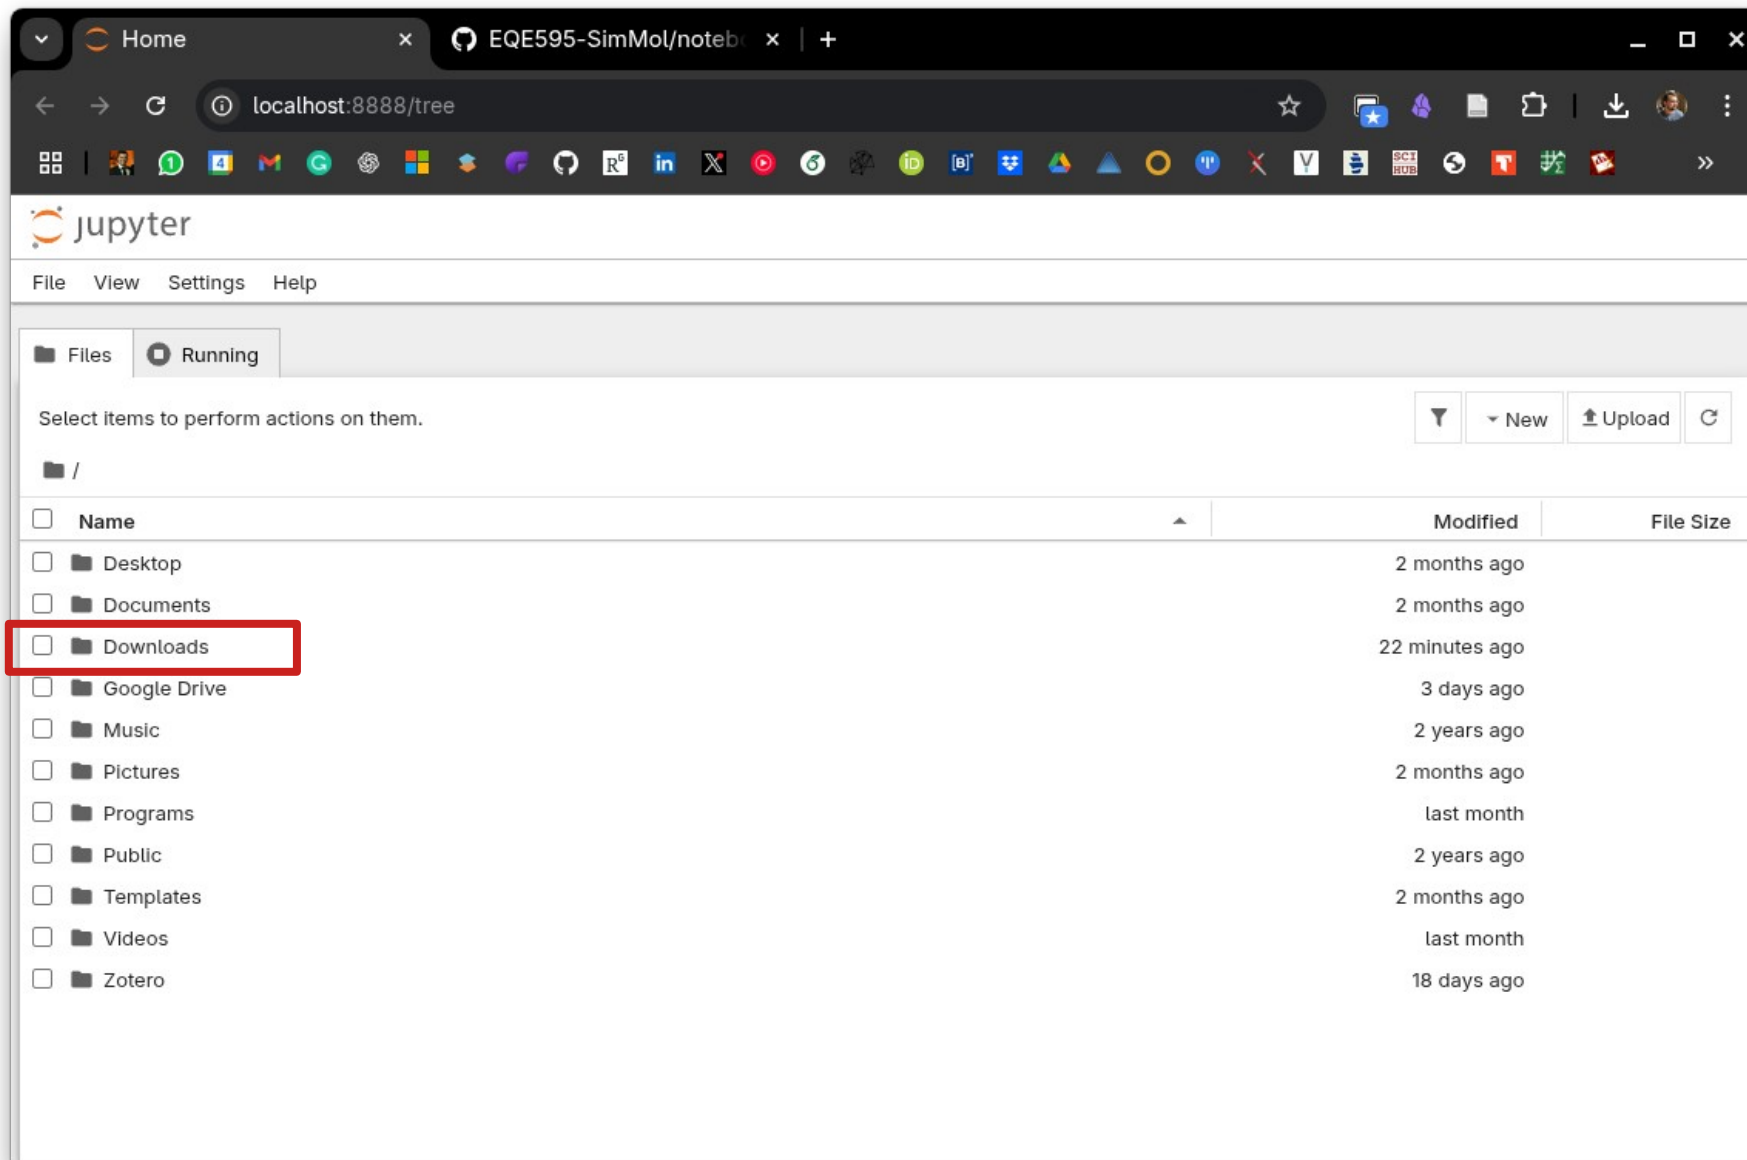 Home
EQE595-SimMol/notebo
localhost:8888/tree
jupyter
File View Settings Help
Files Running
Select items to perform actions on them.
New Upload
/
Name Modified File Size
Desktop 2 months ago
Documents 2 months ago
Downloads 22 minutes ago
Google Drive 3 days ago
Music 2 years ago
Pictures 2 months ago
Programs last month
Public 2 years ago
Templates 2 months ago
Videos last month
Zotero 18 days ago